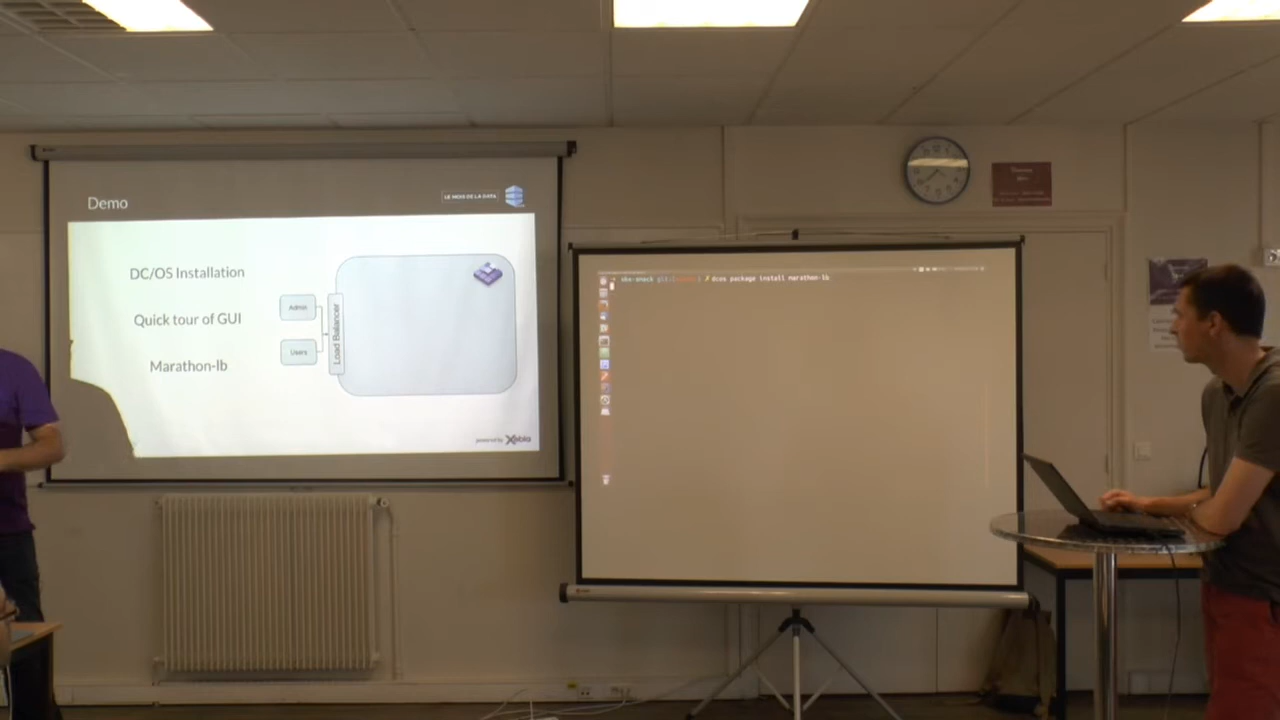 Demo
LE MOIS DE LA DATA
DC/OS Installation
Quick tour of GUI
Marathon-lb
Admin
Users
Load Balancer
powered by Xebia
dcos package install marathon-lb